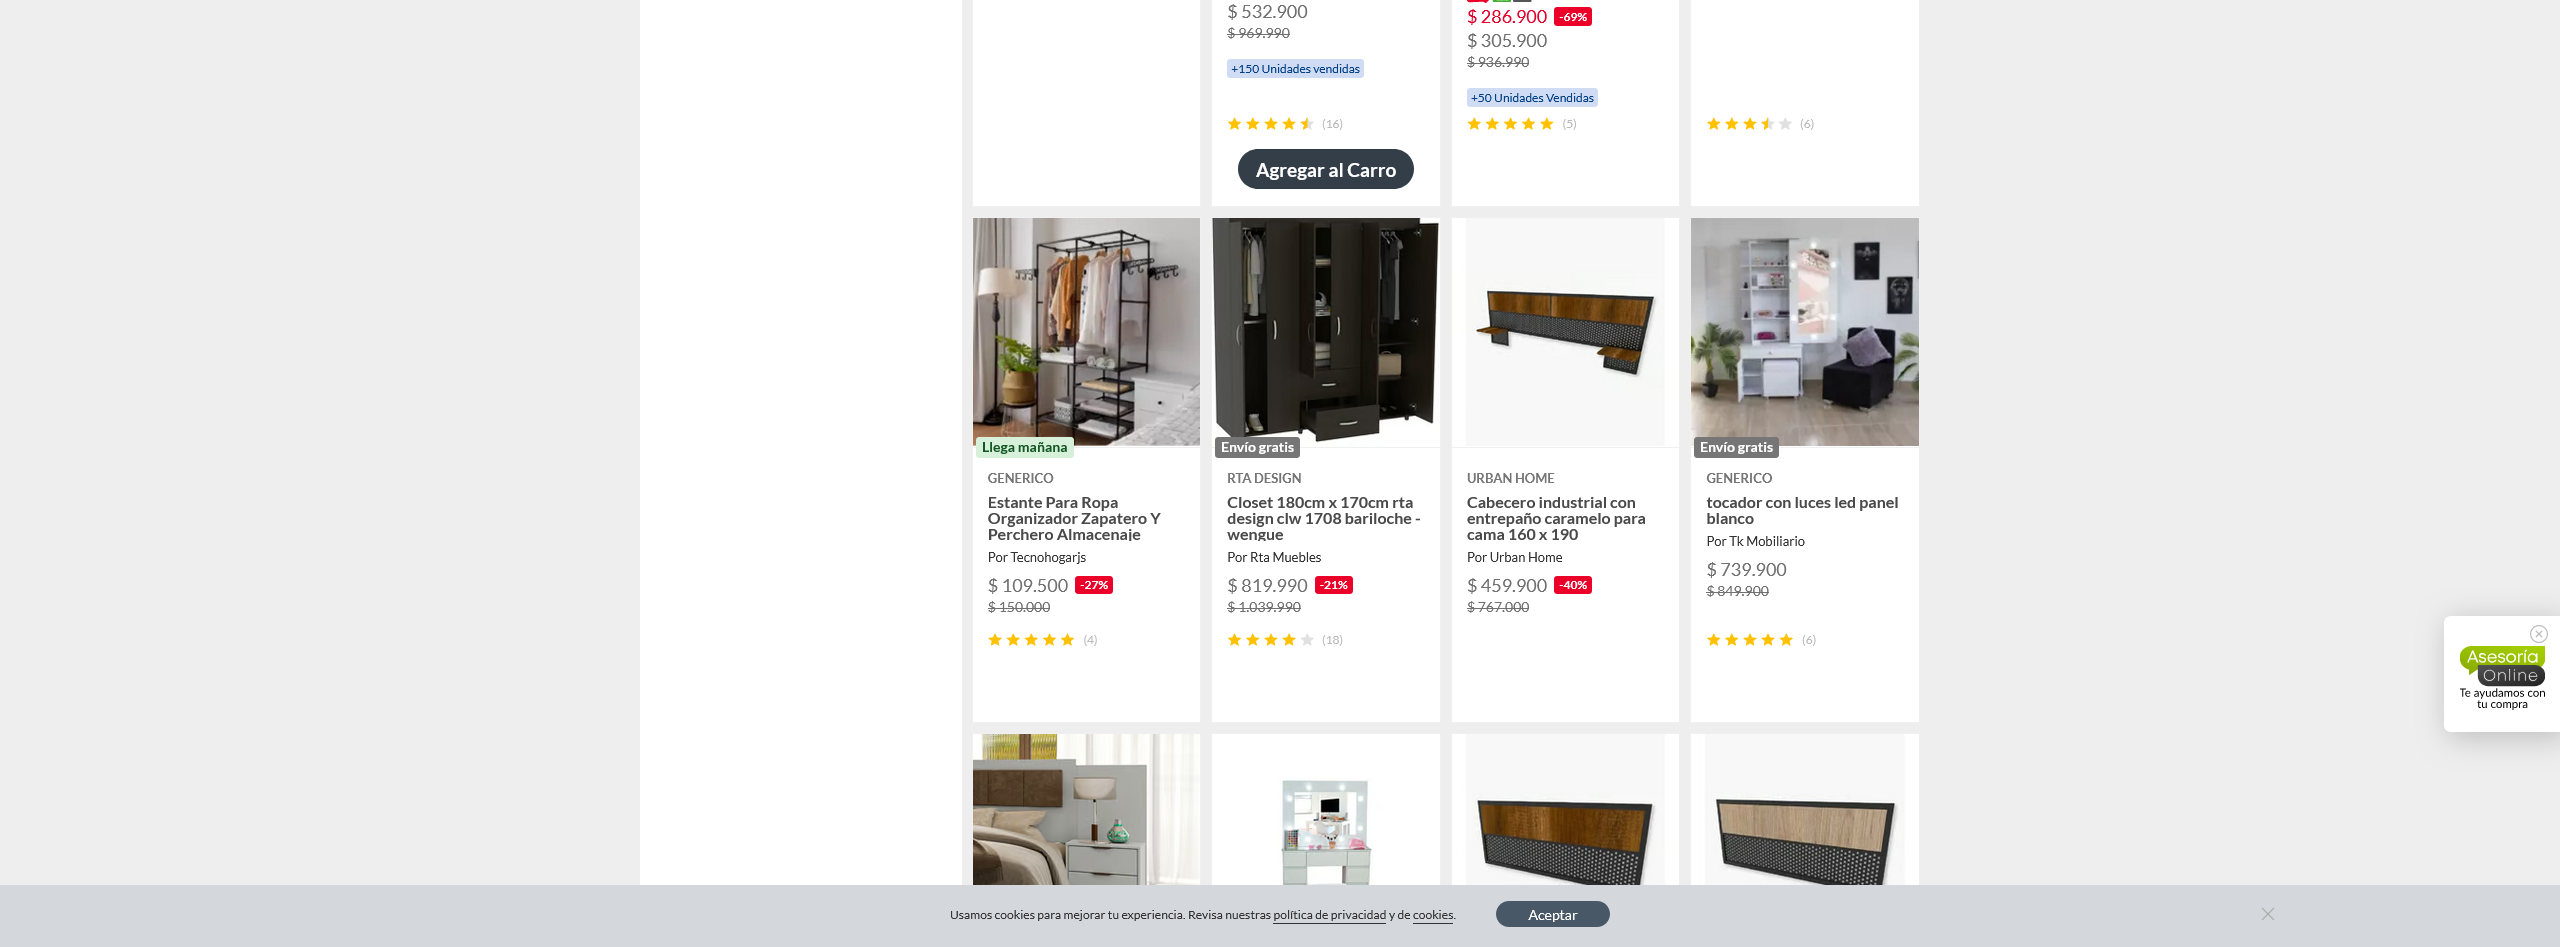 $ 532.900
$ 969.990
+150 Unidades vendidas
(16)
Agregar al Carro
$ 286.900 -69%
$ 305.900
$ 936.990
+50 Unidades Vendidas
(5)
(6)
Llega mañana
GENERICO
Estante Para Ropa
Organizador Zapatero Y
Perchero Almacenaje
Por Tecnohogarjs
$ 109.500 -27%
$ 150.000
(4)
Envío gratis
RTA DESIGN
Closet 180cm x 170cm rta
design clw 1708 bariloche -
wengue
Por Rta Muebles
$ 819.990 -21%
$ 1.039.990
(18)
URBAN HOME
Cabecero industrial con
entrepaño caramelo para
cama 160 x 190
Por Urban Home
$ 459.900 -40%
$ 767.000
Envío gratis
GENERICO
tocador con luces led panel
blanco
Por Tk Mobiliario
$ 739.900
$ 849.900
(6)
Asesoría
Online
Te ayudamos con
tu compra
Usamos cookies para mejorar tu experiencia. Revisa nuestras política de privacidad y de cookies.
Aceptar